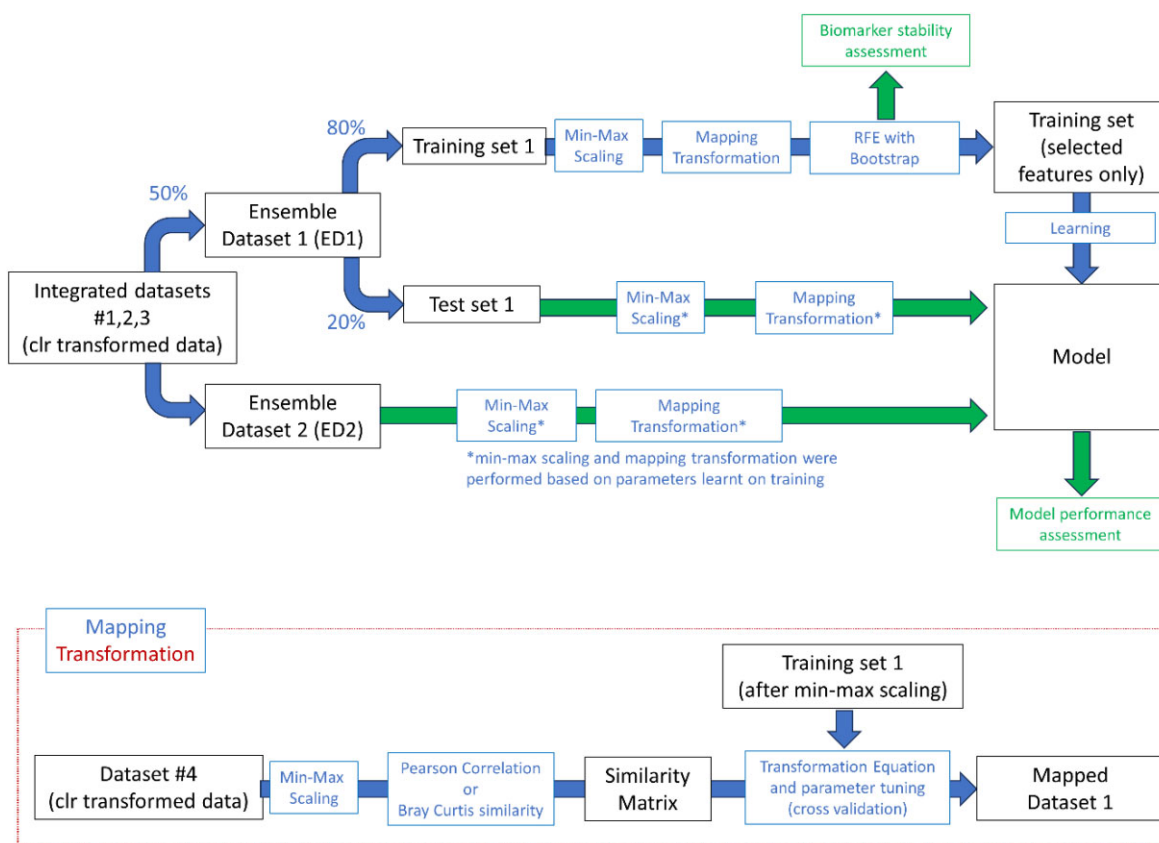 Biomarker stability
assessment
80%
Training set 1
Min-Max
Scaling
Mapping
Transformation
RFE with
Bootstrap
Training set
(selected
features only)
50%
Ensemble
Dataset 1 (ED1)
Learning
Integrated datasets
#1,2,3
(clr transformed data)
20%
Test set 1
Min-Max
Scaling*
Mapping
Transformation*
Model
Ensemble
Dataset 2 (ED2)
Min-Max
Scaling*
Mapping
Transformation*
*min-max scaling and mapping transformation were
performed based on parameters learnt on training
Model performance
assessment
Mapping
Transformation
Training set 1
(after min-max scaling)
Dataset #4
(clr transformed data)
Min-Max
Scaling
Pearson Correlation
or
Bray Curtis similarity
Similarity
Matrix
Transformation Equation
and parameter tuning
(cross validation)
Mapped
Dataset 1